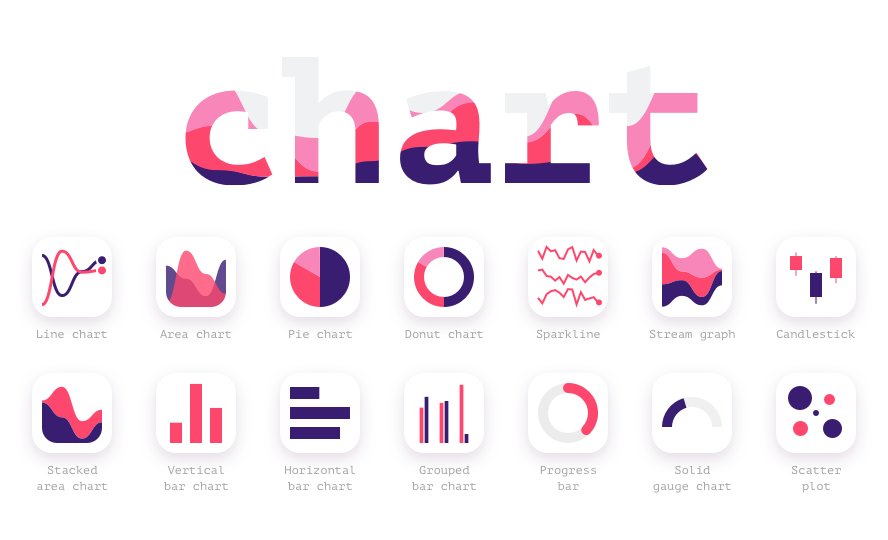 chart
Line chart
Area chart
Pie chart
Donut chart
Sparkline
Stream graph
Candlestick
Stacked
area chart
Vertical
bar chart
Horizontal
bar chart
Grouped
bar chart
Progress
bar
Solid
gauge chart
Scatter
plot